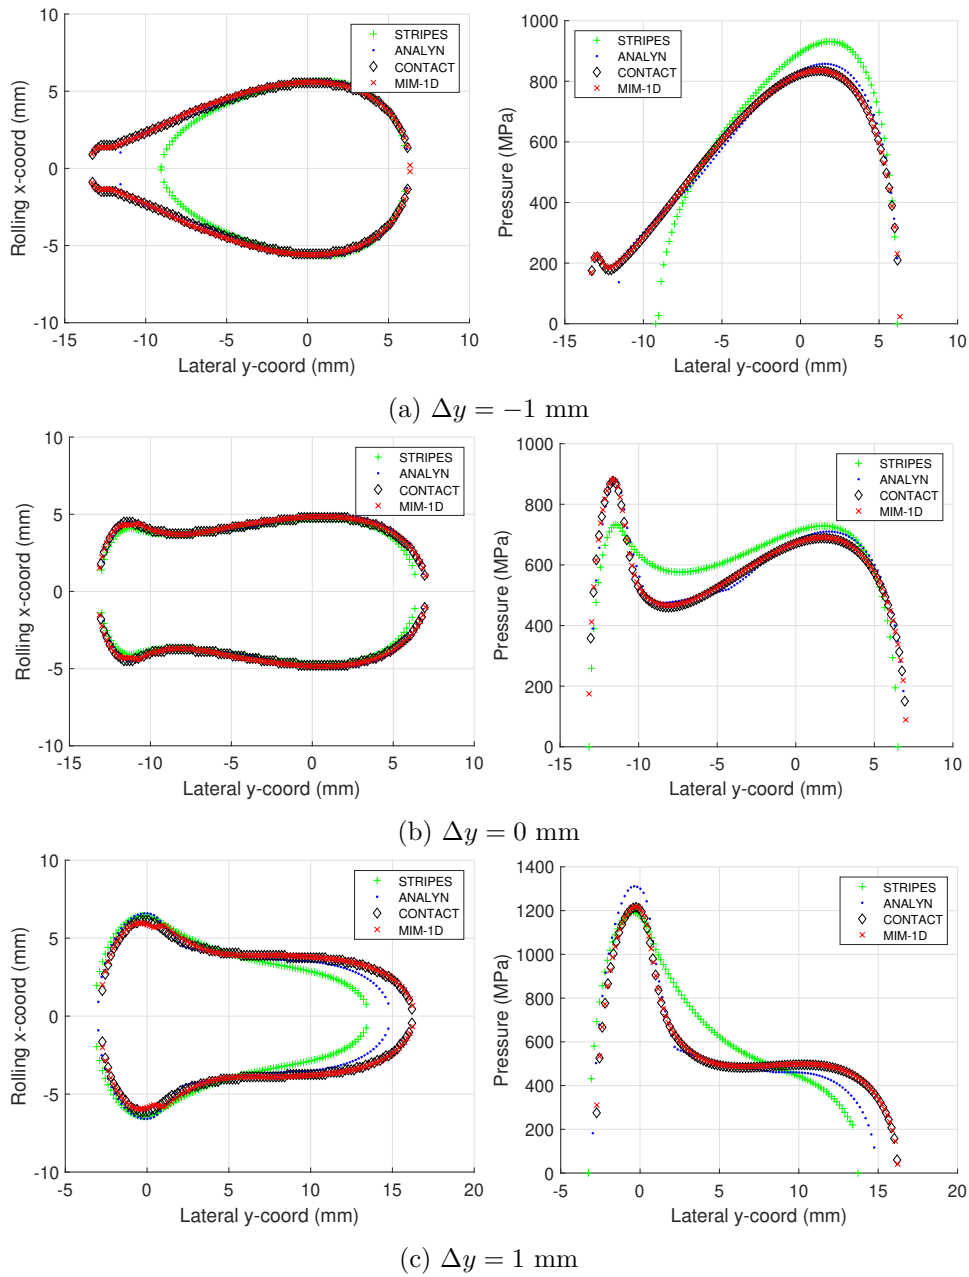 10
5
0
-5
-10
Rolling x-coord (mm)
-15
-10
-5
0
5
10
Lateral y-coord (mm)
STRIPES
ANALYN
CONTACT
MIM-1D
1000
800
600
400
200
0
Pressure (MPa)
-15
-10
-5
0
5
10
Lateral y-coord (mm)
STRIPES
ANALYN
CONTACT
MIM-1D
(a) Δy = −1 mm
10
5
0
-5
-10
Rolling x-coord (mm)
-15
-10
-5
0
5
10
Lateral y-coord (mm)
STRIPES
ANALYN
CONTACT
MIM-1D
1000
800
600
400
200
0
Pressure (MPa)
-15
-10
-5
0
5
10
Lateral y-coord (mm)
STRIPES
ANALYN
CONTACT
MIM-1D
(b) Δy = 0 mm
10
5
0
-5
-10
Rolling x-coord (mm)
-5
0
5
10
15
20
Lateral y-coord (mm)
STRIPES
ANALYN
CONTACT
MIM-1D
1400
1200
1000
800
600
400
200
0
Pressure (MPa)
-5
0
5
10
15
20
Lateral y-coord (mm)
STRIPES
ANALYN
CONTACT
MIM-1D
(c) Δy = 1 mm